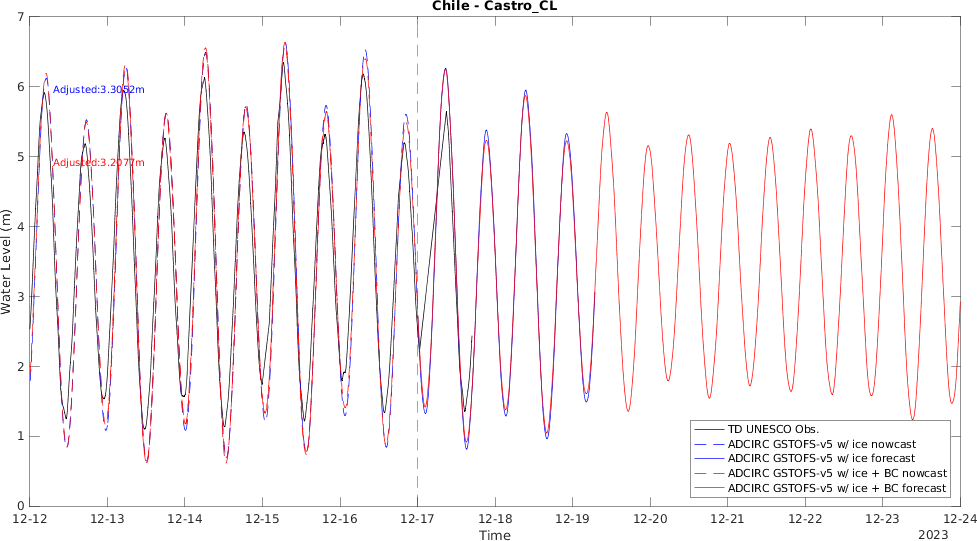 Chile - Castro_CL
7
6
5
4
3
2
1
0
Water Level (m)
Adjusted:3.3052m
Adjusted:3.2077m
TD UNESCO Obs.
ADCIRC GSTOFS-v5 w/ ice nowcast
ADCIRC GSTOFS-v5 w/ ice forecast
ADCIRC GSTOFS-v5 w/ ice + BC nowcast
ADCIRC GSTOFS-v5 w/ ice + BC forecast
12-12 12-13 12-14 12-15 12-16 12-17 12-18 12-19 12-20 12-21 12-22 12-23 12-24
Time
2023